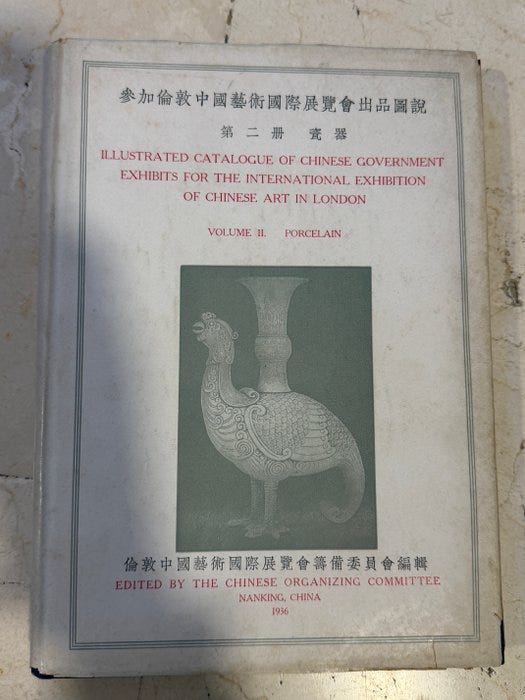 參加倫敦中國藝術國際展覽會出品圖說
第二册 瓷器
ILLUSTRATED CATALOGUE OF CHINESE GOVERNMENT
EXHIBITS FOR THE INTERNATIONAL EXHIBITION
OF CHINESE ART IN LONDON
VOLUME II. PORCELAIN
倫敦中國藝術國際展覽會籌備委員會編輯
EDITED BY THE CHINESE ORGANIZING COMMITTEE
NANKING, CHINA
1936